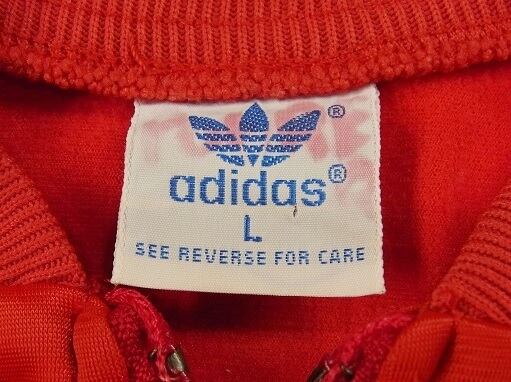 ®
adidas®
L
SEE REVERSE FOR CARE